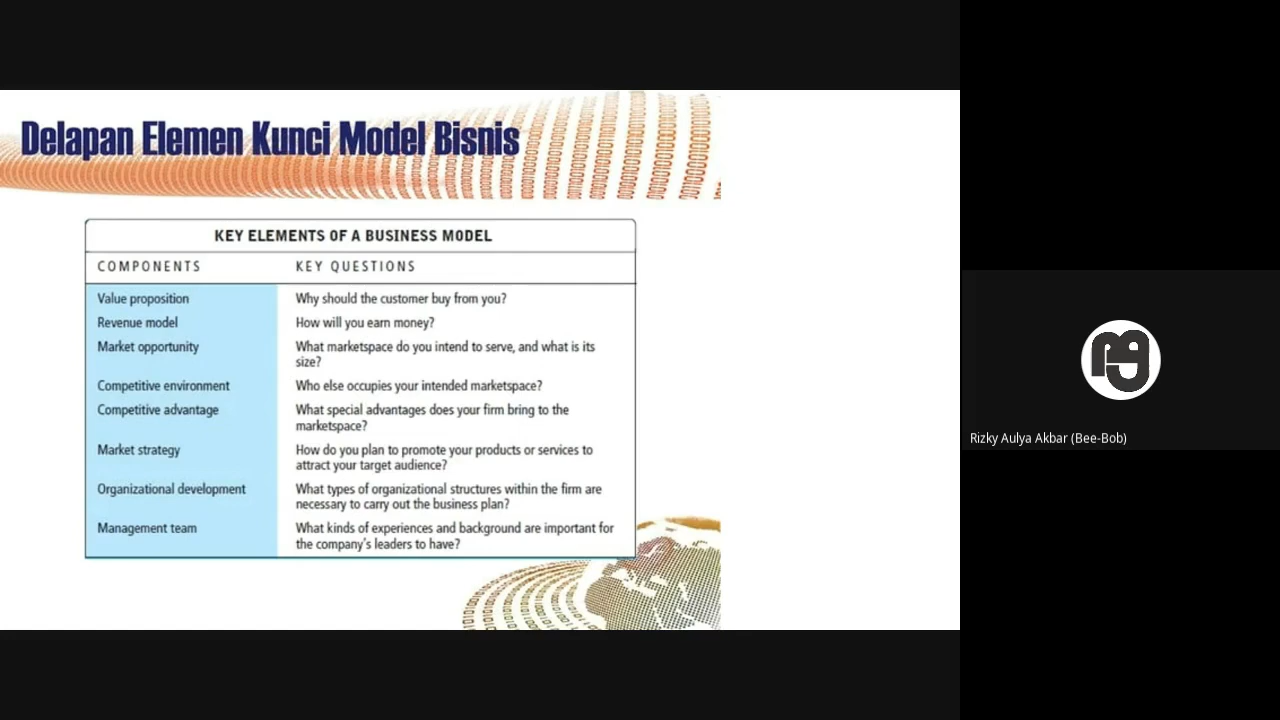 Delapan Elemen Kunci Model Bisnis
KEY ELEMENTS OF A BUSINESS MODEL
COMPONENTS KEY QUESTIONS
Value proposition Why should the customer buy from you?
Revenue model How will you earn money?
Market opportunity What marketspace do you intend to serve, and what is its
size?
Competitive environment Who else occupies your intended marketspace?
Competitive advantage What special advantages does your firm bring to the
marketspace?
Market strategy How do you plan to promote your products or services to
attract your target audience?
Organizational development What types of organizational structures within the firm are
necessary to carry out the business plan?
Management team What kinds of experiences and background are important for
the company's leaders to have?
Rizky Aulya Akbar (Bee-Bob)